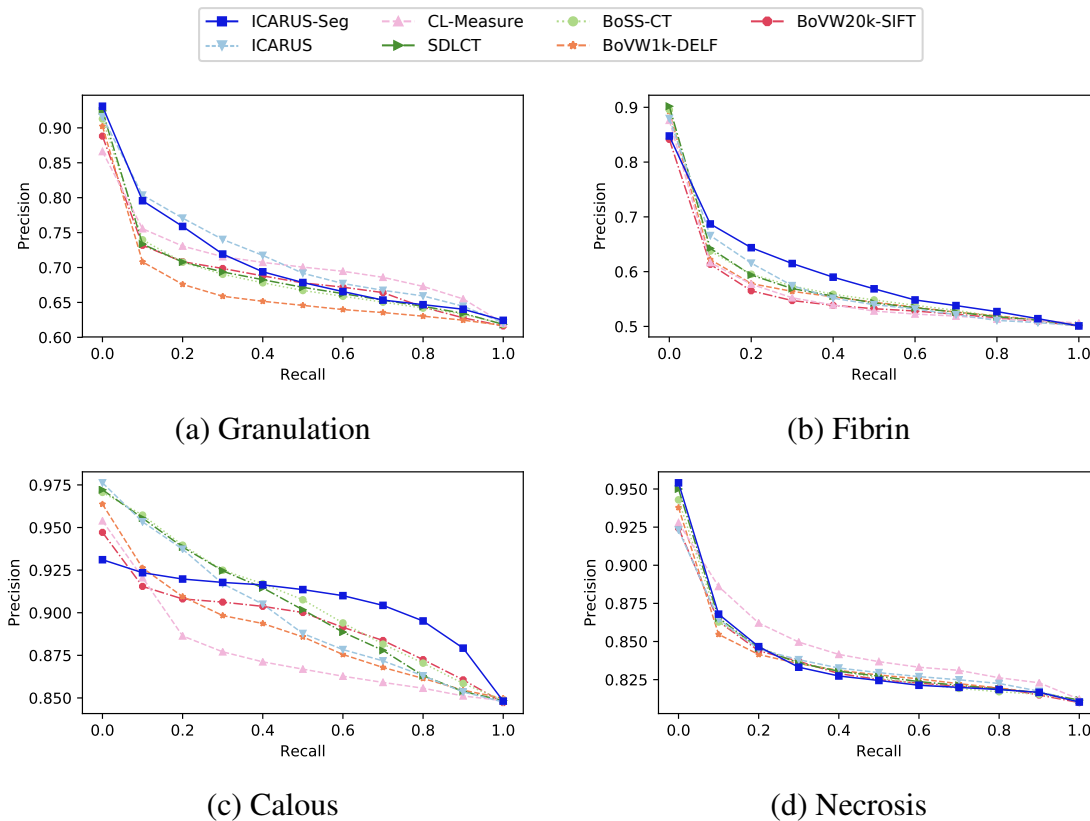 ICARUS-Seg CL-Measure BoSS-CT BoVW20k-SIFT
ICARUS SDLCT BoVW1k-DELF
0.90
0.85
0.80
0.75
0.70
0.65
0.60
Precision
0.0 0.2 0.4 0.6 0.8 1.0
Recall
(a) Granulation
0.9
0.8
0.7
0.6
0.5
Precision
0.0 0.2 0.4 0.6 0.8 1.0
Recall
(b) Fibrin
0.975
0.950
0.925
0.900
0.875
0.850
Precision
0.0 0.2 0.4 0.6 0.8 1.0
Recall
(c) Calous
0.950
0.925
0.900
0.875
0.850
0.825
Precision
0.0 0.2 0.4 0.6 0.8 1.0
Recall
(d) Necrosis